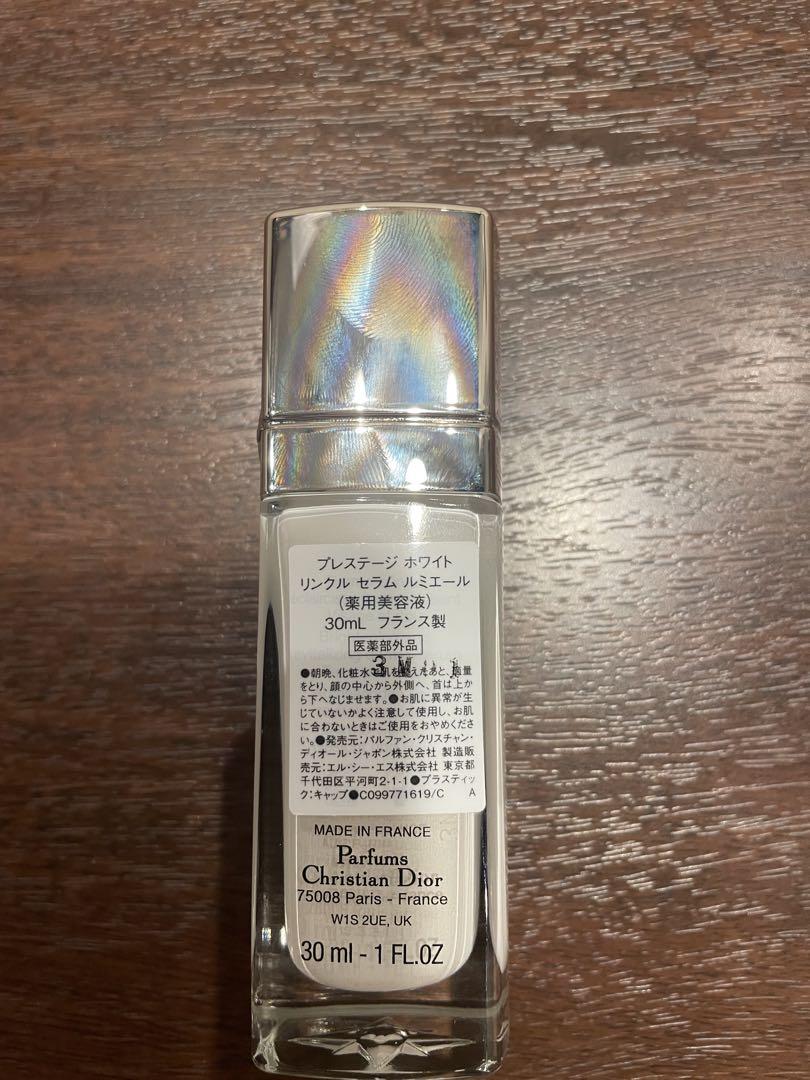 プレステージ ホワイト
リンクル セラム ルミエール
(薬用美容液)
30mL フランス製
医薬部外品
●朝晩、化粧水で肌を整えたあと、適量
をとり、顔の中心から外側へ、首は上か
ら下へなじませます。●お肌に異常が生
じていないかよく注意して使用し、お肌
に合わないときはご使用をおやめくださ
い。●発売元:パルファン・クリスチャン・
ディオール・ジャポン株式会社 製造販
売元:エル・シー・エス株式会社 東京都
千代田区平河町2-1-1●プラスティッ
ク:キャップ●C099771619/C A
MADE IN FRANCE
Parfums
Christian Dior
75008 Paris - France
W1S 2UE, UK
30 ml - 1 FL.OZ